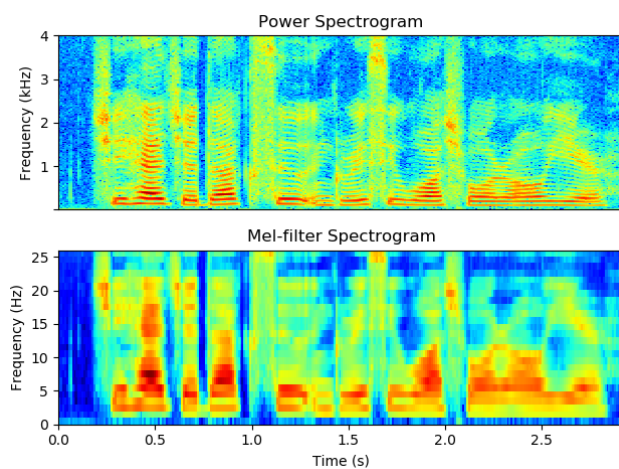 Power Spectrogram
4
3
2
1
Frequency (kHz)
Mel-filter Spectrogram
25
20
15
10
5
0
Frequency (Hz)
0.0 0.5 1.0 1.5 2.0 2.5
Time (s)